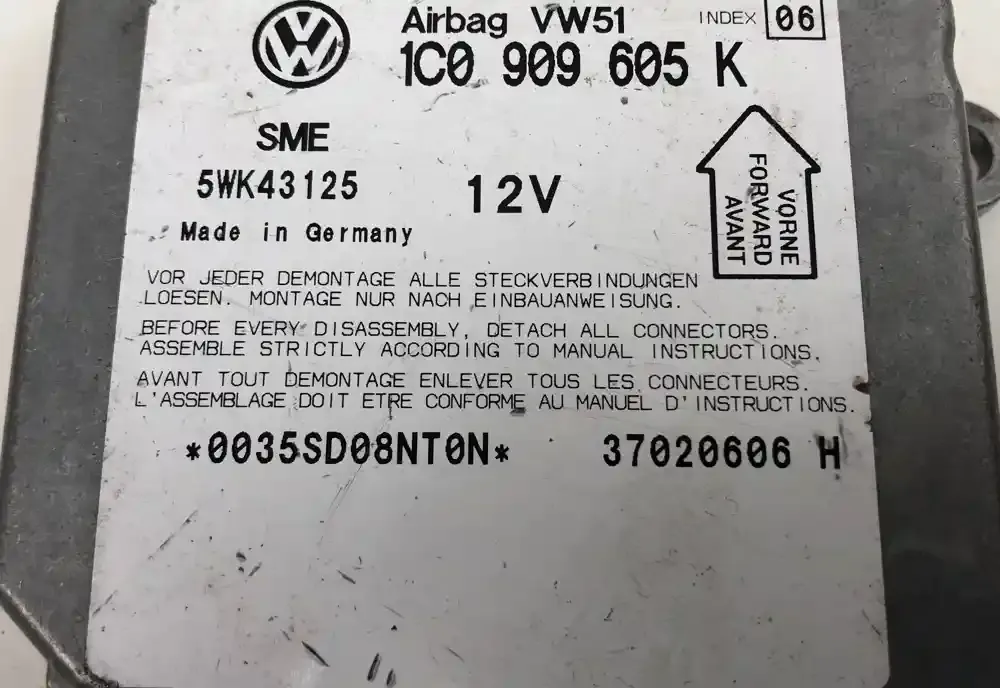 Airbag VW51 INDEX 06
1C0 909 605 K
SME
5WK43125 12V
Made in Germany
VORNE
FORWARD
AVANT
VOR JEDER DEMONTAGE ALLE STECKVERBINDUNGEN
LOESEN. MONTAGE NUR NACH EINBAUANWEISUNG.
BEFORE EVERY DISASSEMBLY, DETACH ALL CONNECTORS.
ASSEMBLE STRICTLY ACCORDING TO MANUAL INSTRUCTIONS.
AVANT TOUT DEMONTAGE ENLEVER TOUS LES CONNECTEURS.
L'ASSEMBLAGE DOIT ETRE CONFORME AU MANUEL D'INSTRUCTIONS.
*0035SD08NT0N* 37020606 H